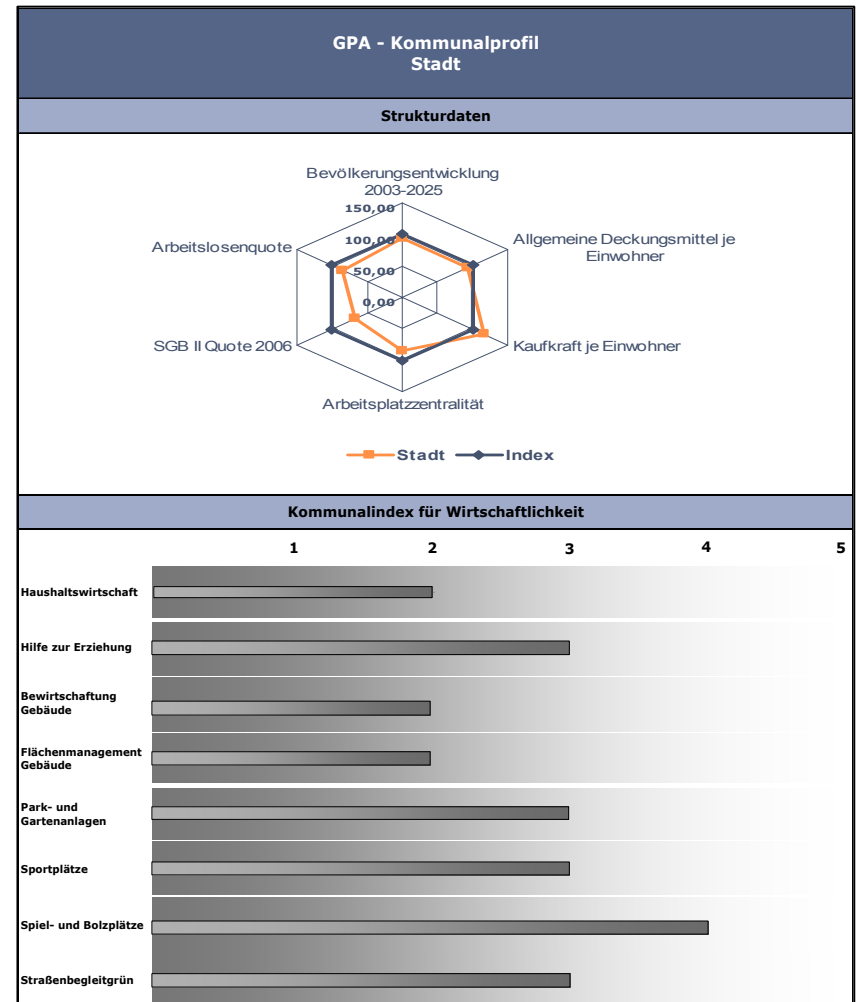 GPA - Kommunalprofil
Stadt
Strukturdaten
Bevölkerungsentwicklung
2003-2025
150,00
100,00
50,00
0,00
Arbeitslosenquote
Allgemeine Deckungsmittel je
Einwohner
SGB II Quote 2006
Kaufkraft je Einwohner
Arbeitsplatzzentralität
Stadt
Index
Kommunalindex für Wirtschaftlichkeit
1 2 3 4 5
Haushaltswirtschaft
Hilfe zur Erziehung
Bewirtschaftung
Gebäude
Flächenmanagement
Gebäude
Park- und
Gartenanlagen
Sportplätze
Spiel- und Bolzplätze
Straßenbegleitgrün